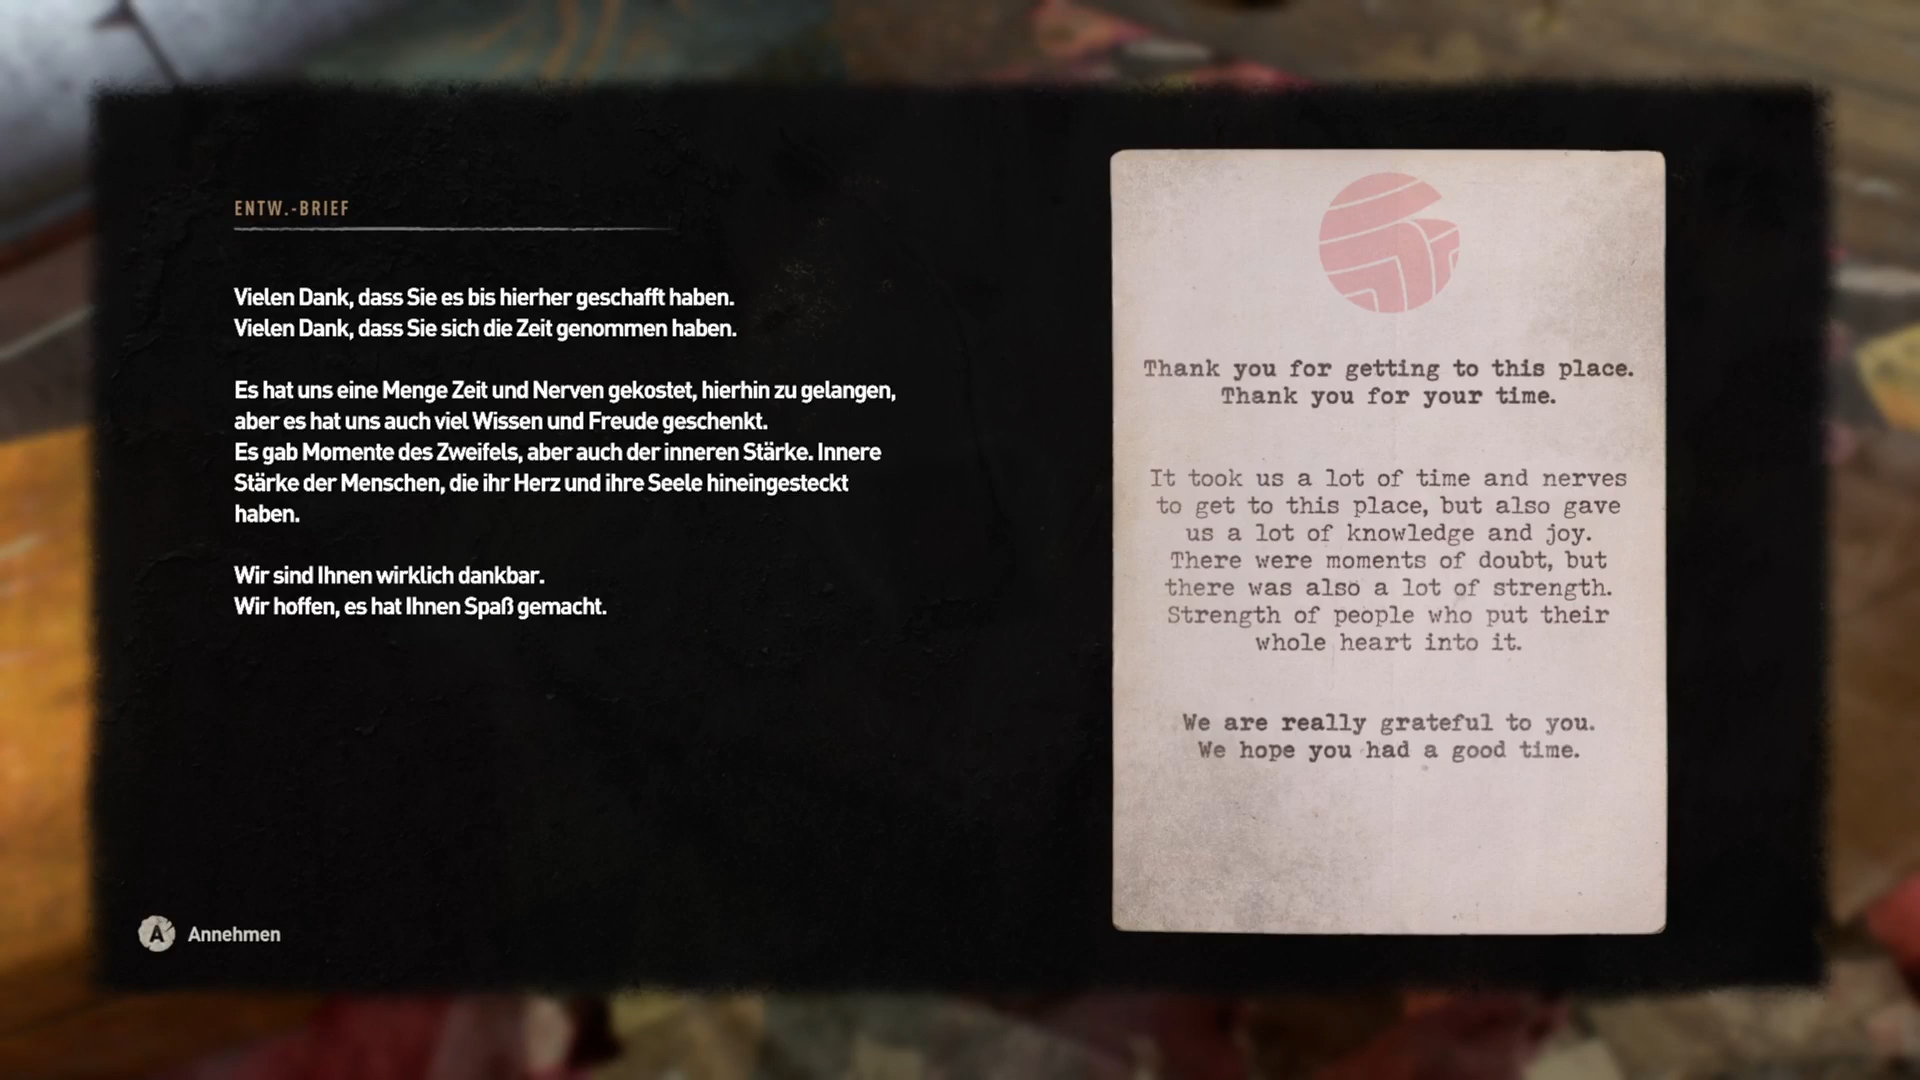 ENTW.-BRIEF
Vielen Dank, dass Sie es bis hierher geschafft haben.
Vielen Dank, dass Sie sich die Zeit genommen haben.
Es hat uns eine Menge Zeit und Nerven gekostet, hierhin zu gelangen,
aber es hat uns auch viel Wissen und Freude geschenkt.
Es gab Momente des Zweifels, aber auch der inneren Stärke. Innere
Stärke der Menschen, die ihr Herz und ihre Seele hineingesteckt
haben.
Wir sind Ihnen wirklich dankbar.
Wir hoffen, es hat Ihnen Spaß gemacht.
A Annehmen
Thank you for getting to this place.
Thank you for your time.
It took us a lot of time and nerves
to get to this place, but also gave
us a lot of knowledge and joy.
There were moments of doubt, but
there was also a lot of strength.
Strength of people who put their
whole heart into it.
We are really grateful to you.
We hope you had a good time.